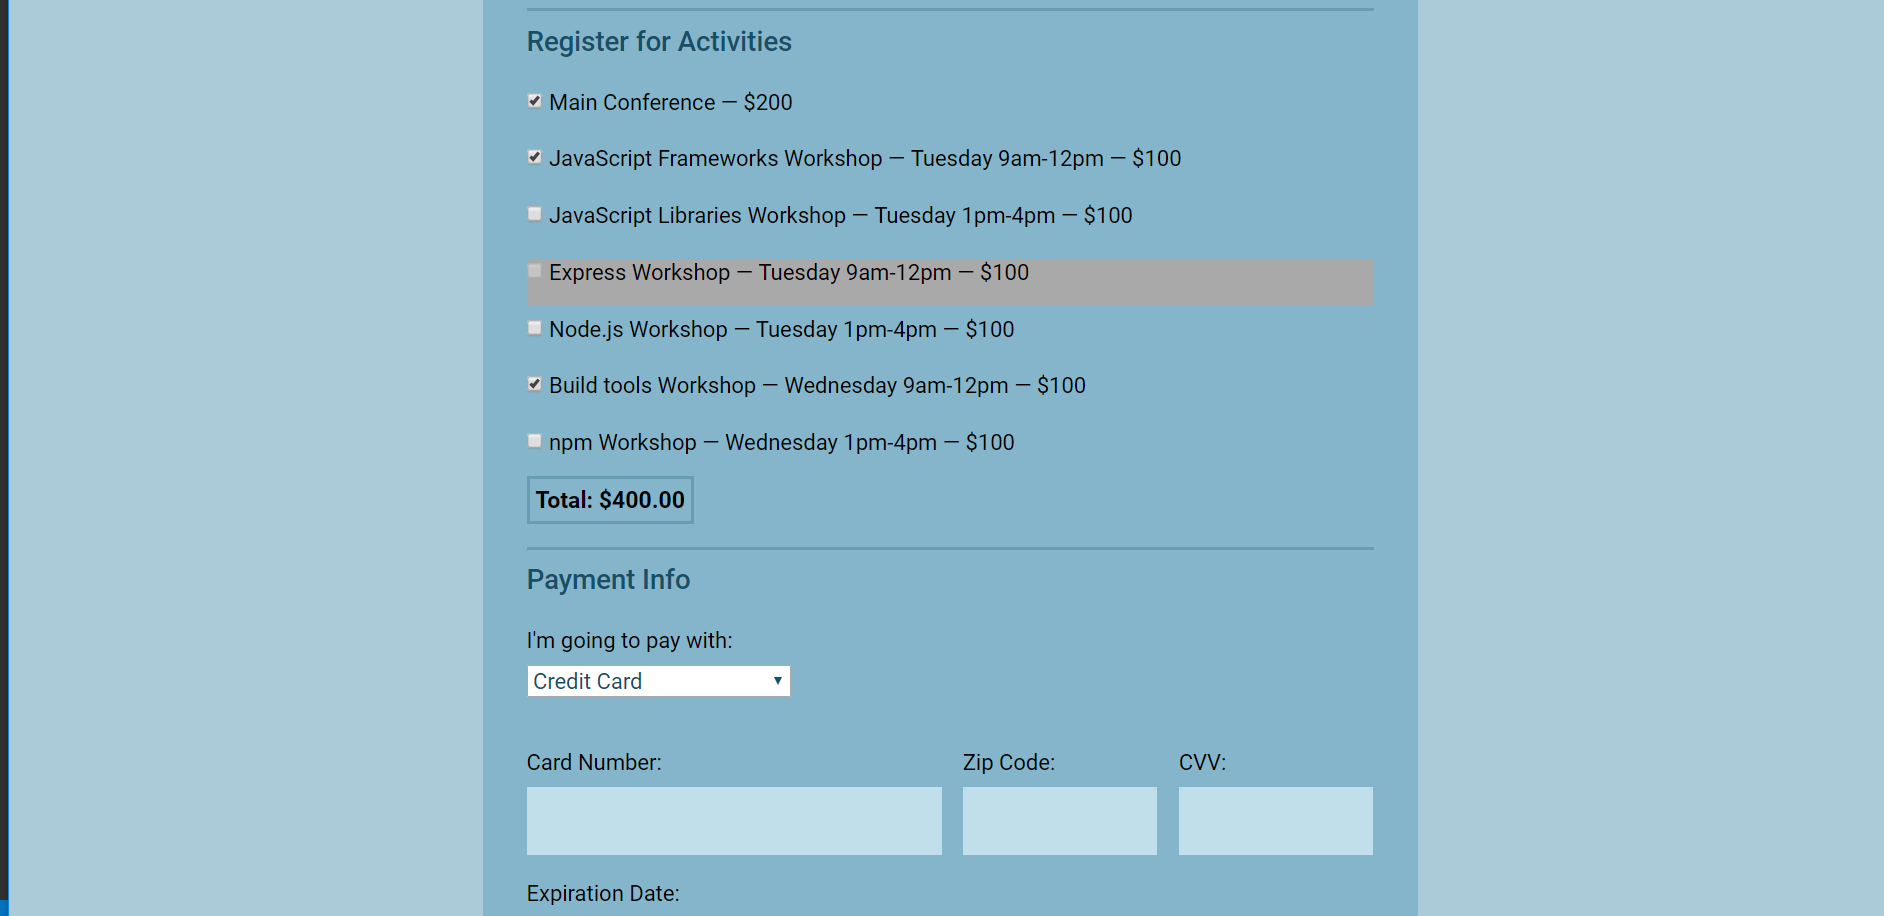 Register for Activities
Main Conference — $200
JavaScript Frameworks Workshop — Tuesday 9am-12pm — $100
JavaScript Libraries Workshop — Tuesday 1pm-4pm — $100
Express Workshop — Tuesday 9am-12pm — $100
Node.js Workshop — Tuesday 1pm-4pm — $100
Build tools Workshop — Wednesday 9am-12pm — $100
npm Workshop — Wednesday 1pm-4pm — $100
Total: $400.00
Payment Info
I'm going to pay with:
Credit Card
Card Number: Zip Code: CVV:
Expiration Date: